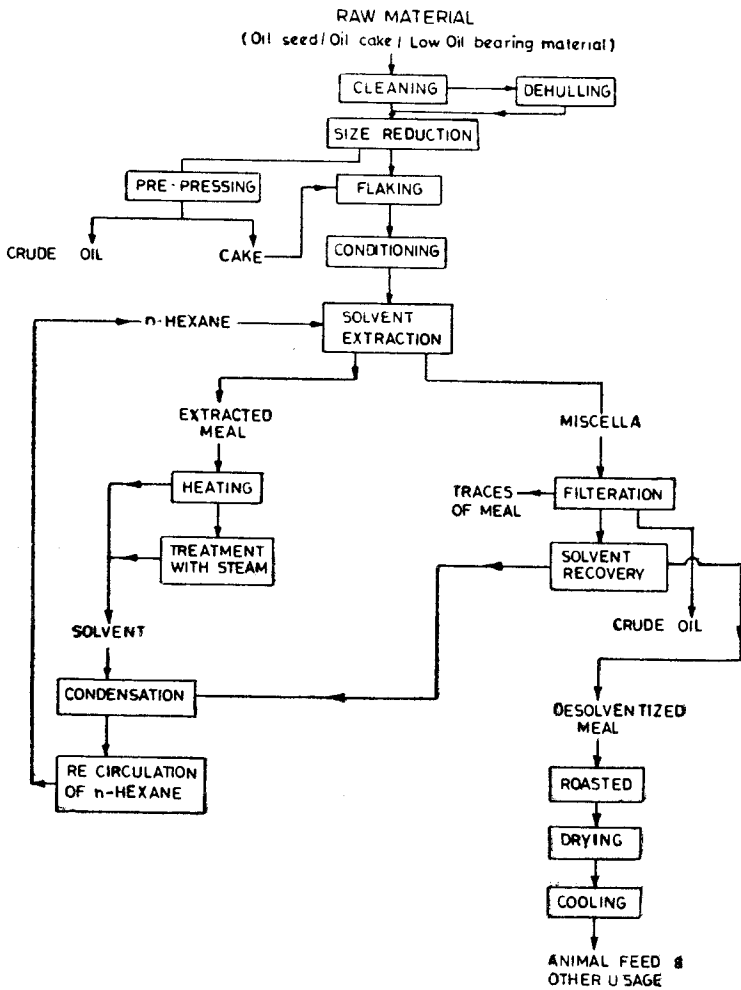 RAW MATERIAL
(Oil seed/Oil cake/Low Oil bearing material)
CLEANING
DEHULLING
SIZE REDUCTION
PRE-PRESSING
FLAKING
CRUDE OIL
CAKE
CONDITIONING
n-HEXANE
SOLVENT
EXTRACTION
EXTRACTED
MEAL
MISCELLA
HEATING
TRACES
OF MEAL
FILTERATION
TREATMENT
WITH STEAM
SOLVENT
RECOVERY
SOLVENT
CRUDE OIL
CONDENSATION
DESOLVENTIZED
MEAL
RE CIRCULATION
OF n-HEXANE
ROASTED
DRYING
COOLING
ANIMAL FEED &
OTHER USAGE